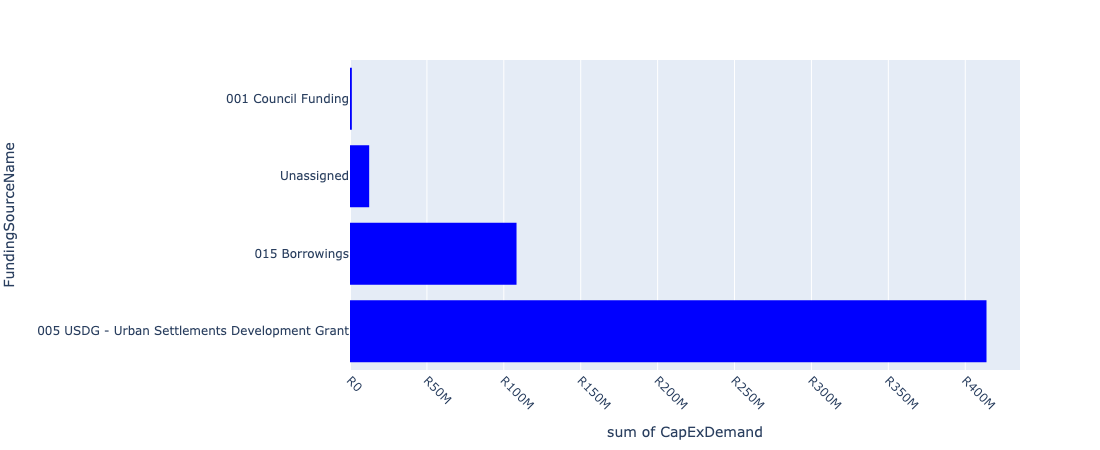 FundingSourceName
001 Council Funding
Unassigned
015 Borrowings
005 USDG - Urban Settlements Development Grant
R0
R50M
R100M
R150M
R200M
R250M
R300M
R350M
R400M
sum of CapExDemand